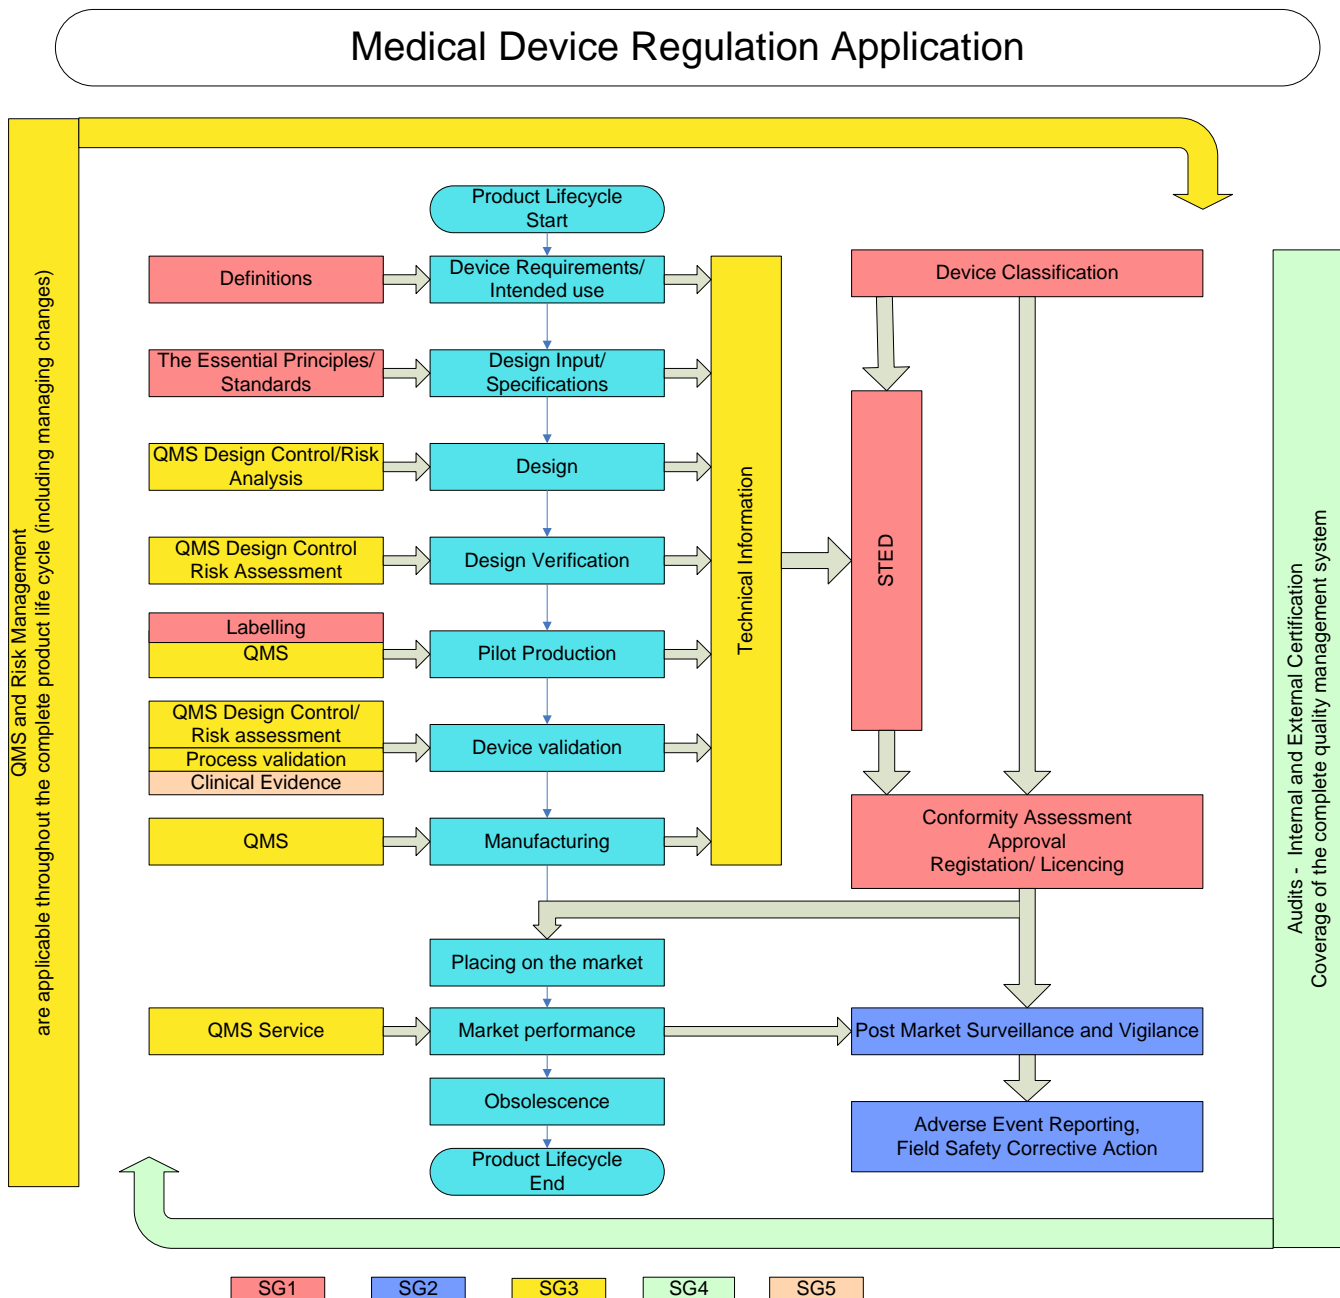 Medical Device Regulation Application
QMS and Risk Management
are applicable throughout the complete product life cycle (including managing changes)
Product Lifecycle
Start
Definitions
Device Requirements/
Intended use
Device Classification
The Essential Principles/
Standards
Design Input/
Specifications
QMS Design Control/Risk
Analysis
Design
QMS Design Control
Risk Assessment
Design Verification
Technical Information
STED
Labelling
QMS
Pilot Production
QMS Design Control/
Risk assessment
Process validation
Clinical Evidence
Device validation
QMS
Manufacturing
Conformity Assessment
Approval
Registation/ Licencing
Placing on the market
QMS Service
Market performance
Post Market Surveillance and Vigilance
Obsolescence
Adverse Event Reporting,
Field Safety Corrective Action
Product Lifecycle
End
Audits - Internal and External Certification
Coverage of the complete quality management system
SG1
SG2
SG3
SG4
SG5